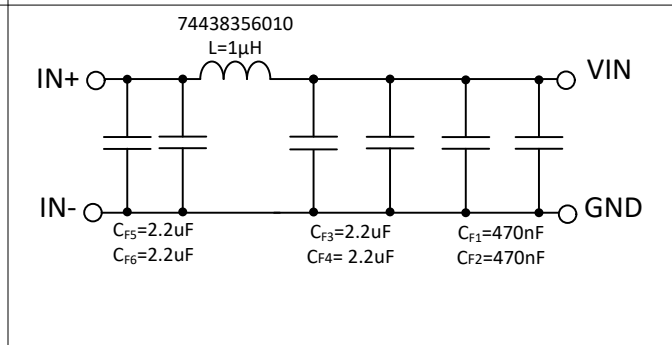 74438356010
L=1µH
IN+
VIN
IN-
GND
CF5=2.2uF
CF6=2.2uF
CF3=2.2uF
CF4= 2.2uF
CF1=470nF
CF2=470nF